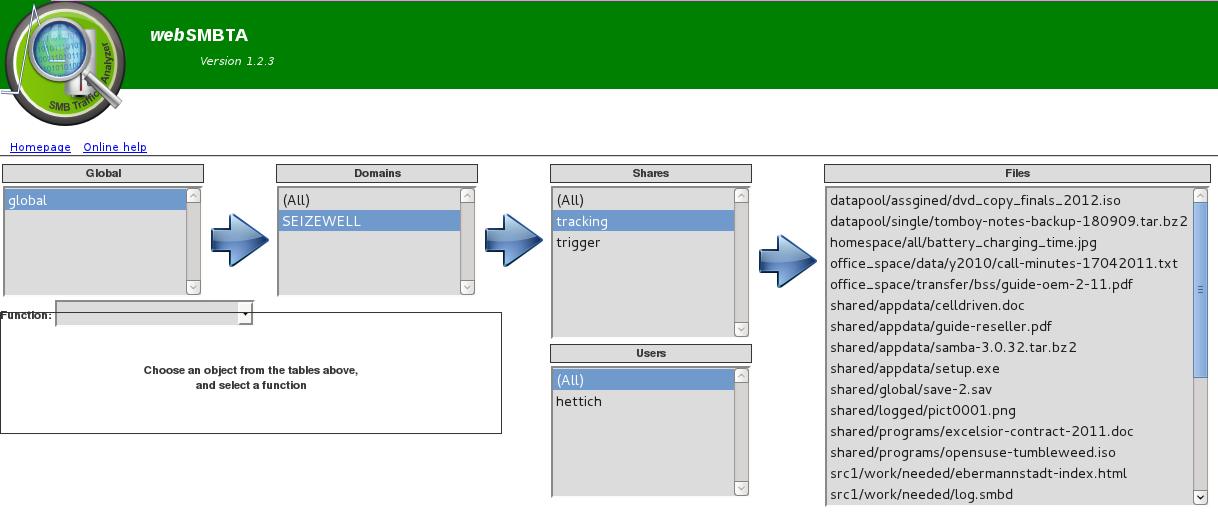 webSMBTA
Version 1.2.3
SMB Traffic Analyzer
Homepage Online help
Global
global
Domains
(All)
SEIZEWELL
Shares
(All)
tracking
trigger
Users
(All)
hettich
Files
datapool/assgined/dvd_copy_finals_2012.iso
datapool/single/tomboy-notes-backup-180909.tar.bz2
homespace/all/battery_charging_time.jpg
office_space/data/y2010/call-minutes-17042011.txt
office_space/transfer/bss/guide-oem-2-11.pdf
shared/appdata/celldriven.doc
shared/appdata/guide-reseller.pdf
shared/appdata/samba-3.0.32.tar.bz2
shared/appdata/setup.exe
shared/global/save-2.sav
shared/logged/pict0001.png
shared/programs/excelsior-contract-2011.doc
shared/programs/opensuse-tumbleweed.iso
src1/work/needed/ebermannstadt-index.html
src1/work/needed/log.smbd
Function:
Choose an object from the tables above,
and select a function